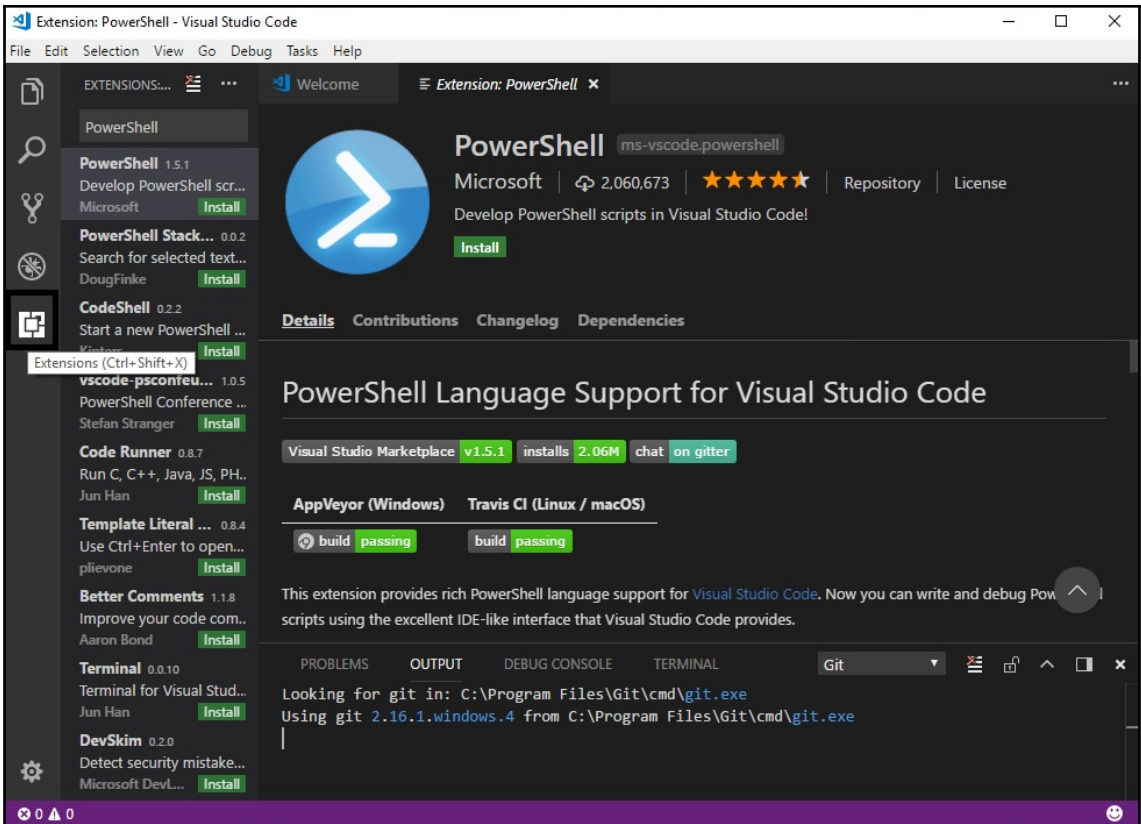 Extension: PowerShell - Visual Studio Code
File Edit Selection View Go Debug Tasks Help
EXTENSIONS:...
Welcome
Extension: PowerShell
PowerShell
PowerShell 1.5.1
Develop PowerShell scr...
Microsoft Install
PowerShell Stack... 0.0.2
Search for selected text...
DougFinke Install
CodeShell 0.2.2
Start a new PowerShell ...
Install
Extensions (Ctrl+Shift+X)
vscode-psconfeu... 1.0.5
PowerShell Conference ...
Stefan Stranger Install
Code Runner 0.8.7
Run C, C++, Java, JS, PH..
Jun Han Install
Template Literal ... 0.8.4
Use Ctrl+Enter to open...
plievone Install
Better Comments 1.1.8
Improve your code com..
Aaron Bond Install
Terminal 0.0.10
Terminal for Visual Stud...
Jun Han Install
DevSkim 0.2.0
Detect security mistake...
Microsoft DevL... Install
PowerShell ms-vscode.powershell
Microsoft 2,060,673 Repository License
Develop PowerShell scripts in Visual Studio Code!
Install
Details Contributions Changelog Dependencies
PowerShell Language Support for Visual Studio Code
Visual Studio Marketplace v1.5.1 installs 2.06M chat on gitter
AppVeyor (Windows) Travis CI (Linux / macOS)
build passing build passing
This extension provides rich PowerShell language support for Visual Studio Code. Now you can write and debug
scripts using the excellent IDE-like interface that Visual Studio Code provides.
PROBLEMS OUTPUT DEBUG CONSOLE TERMINAL Git
Looking for git in: C:\Program Files\Git\cmd\git.exe
Using git 2.16.1.windows.4 from C:\Program Files\Git\cmd\git.exe
0 0